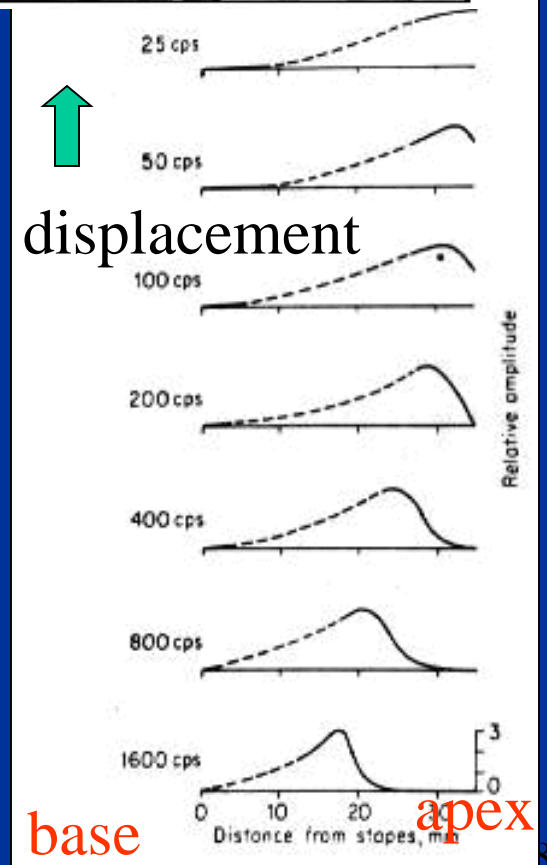 25 cps
50 cps
displacement
100 cps
200 cps
Relative amplitude
400 cps
800 cps
1600 cps
3
0
0 10 20 30
apex
base
Distance from stapes, mm